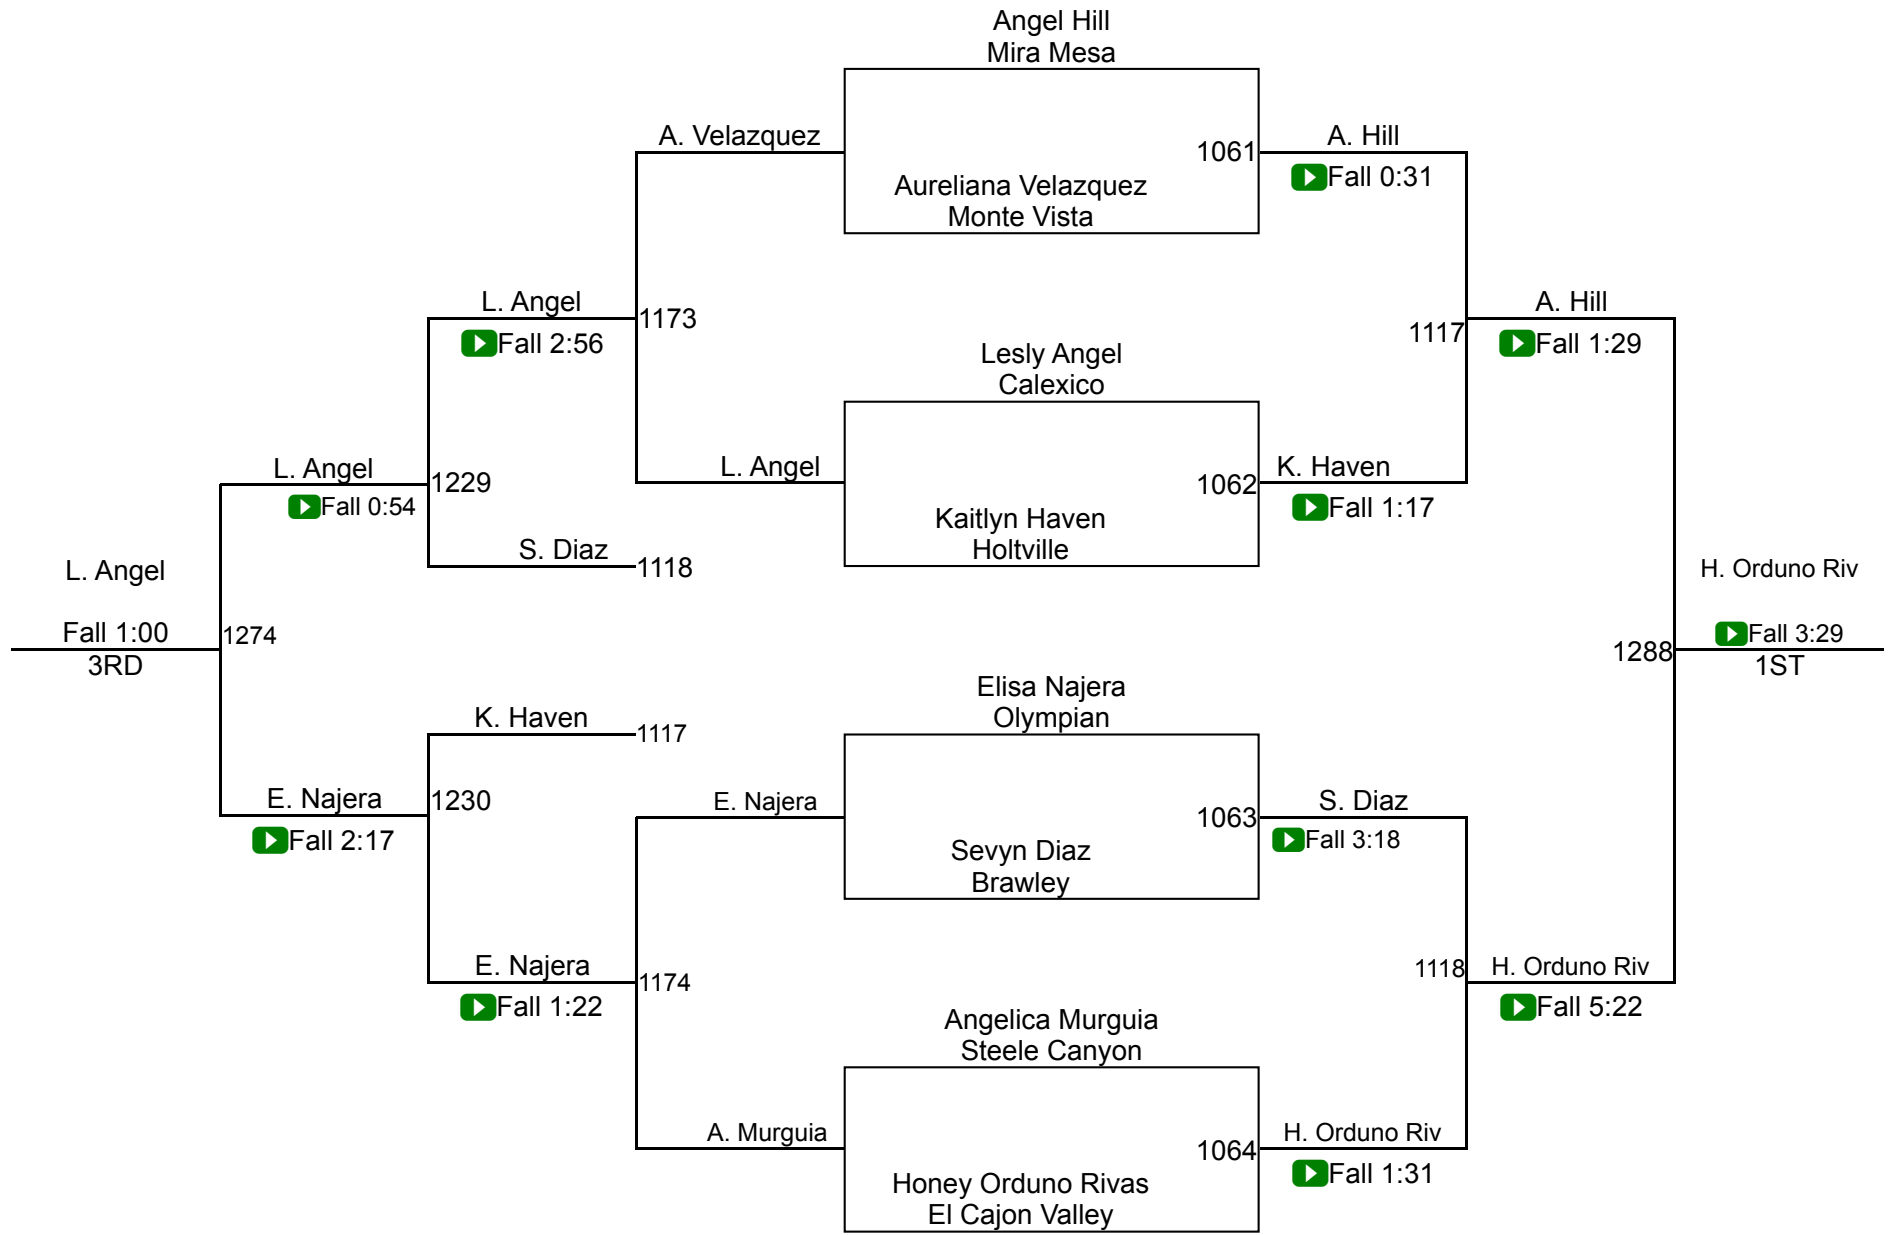 Angel Hill
Mira Mesa
A. Velazquez
A. Hill
1061
Fall 0:31
Aureliana Velazquez
Monte Vista
L. Angel
A. Hill
1173
1117
Fall 2:56
Fall 1:29
Lesly Angel
Calexico
L. Angel
L. Angel
K. Haven
1229
1062
Fall 0:54
Fall 1:17
Kaitlyn Haven
Holtville
S. Diaz
1118
L. Angel
H. Orduno Riv
Fall 1:00
1274
Fall 3:29
1288
3RD
1ST
Elisa Najera
Olympian
K. Haven
1117
E. Najera
1230
E. Najera
S. Diaz
1063
Fall 2:17
Fall 3:18
Sevyn Diaz
Brawley
E. Najera
1118
H. Orduno Riv
1174
Fall 1:22
Fall 5:22
Angelica Murguia
Steele Canyon
A. Murguia
H. Orduno Riv
1064
Fall 1:31
Honey Orduno Rivas
El Cajon Valley